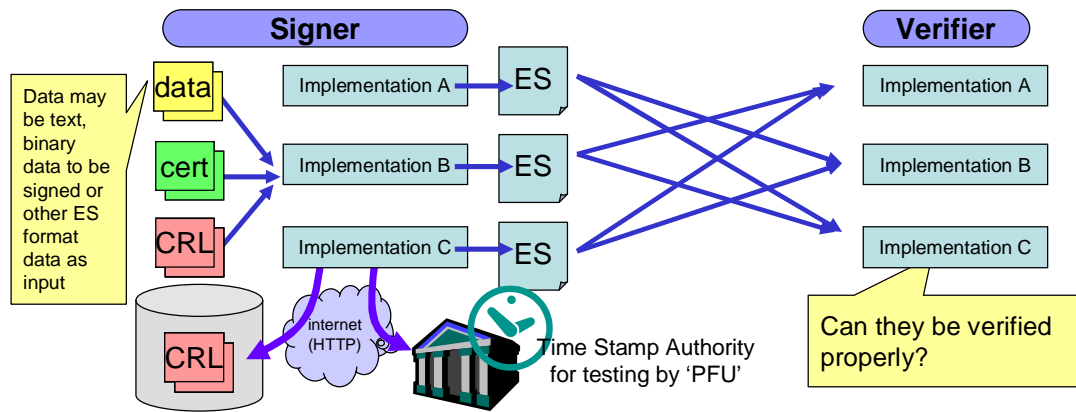 Signer
Verifier
Data may
be text,
binary
data to be
signed or
other ES
format
data as
input
data
cert
CRL
Implementation A
Implementation B
Implementation C
ES
ES
ES
Implementation A
Implementation B
Implementation C
CRL
internet
(HTTP)
Time Stamp Authority
for testing by ‘PFU’
Can they be verified
properly?